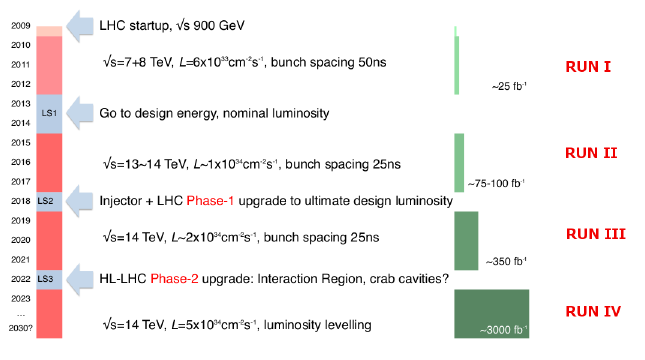 2009
LHC startup, √s 900 GeV
2010
2011
2012
√s=7+8 TeV, L=6x10³³cm⁻²s⁻¹, bunch spacing 50ns
~25 fb⁻¹
RUN I
2013
2014
LS1
Go to design energy, nominal luminosity
2015
2016
2017
√s=13~14 TeV, L~1x10³⁴cm⁻²s⁻¹, bunch spacing 25ns
~75-100 fb⁻¹
RUN II
2018
LS2
Injector + LHC Phase-1 upgrade to ultimate design luminosity
2019
2020
2021
√s=14 TeV, L~2x10³⁴cm⁻²s⁻¹, bunch spacing 25ns
~350 fb⁻¹
RUN III
2022
LS3
HL-LHC Phase-2 upgrade: Interaction Region, crab cavities?
2023
...
2030?
√s=14 TeV, L=5x10³⁴cm⁻²s⁻¹, luminosity levelling
~3000 fb⁻¹
RUN IV